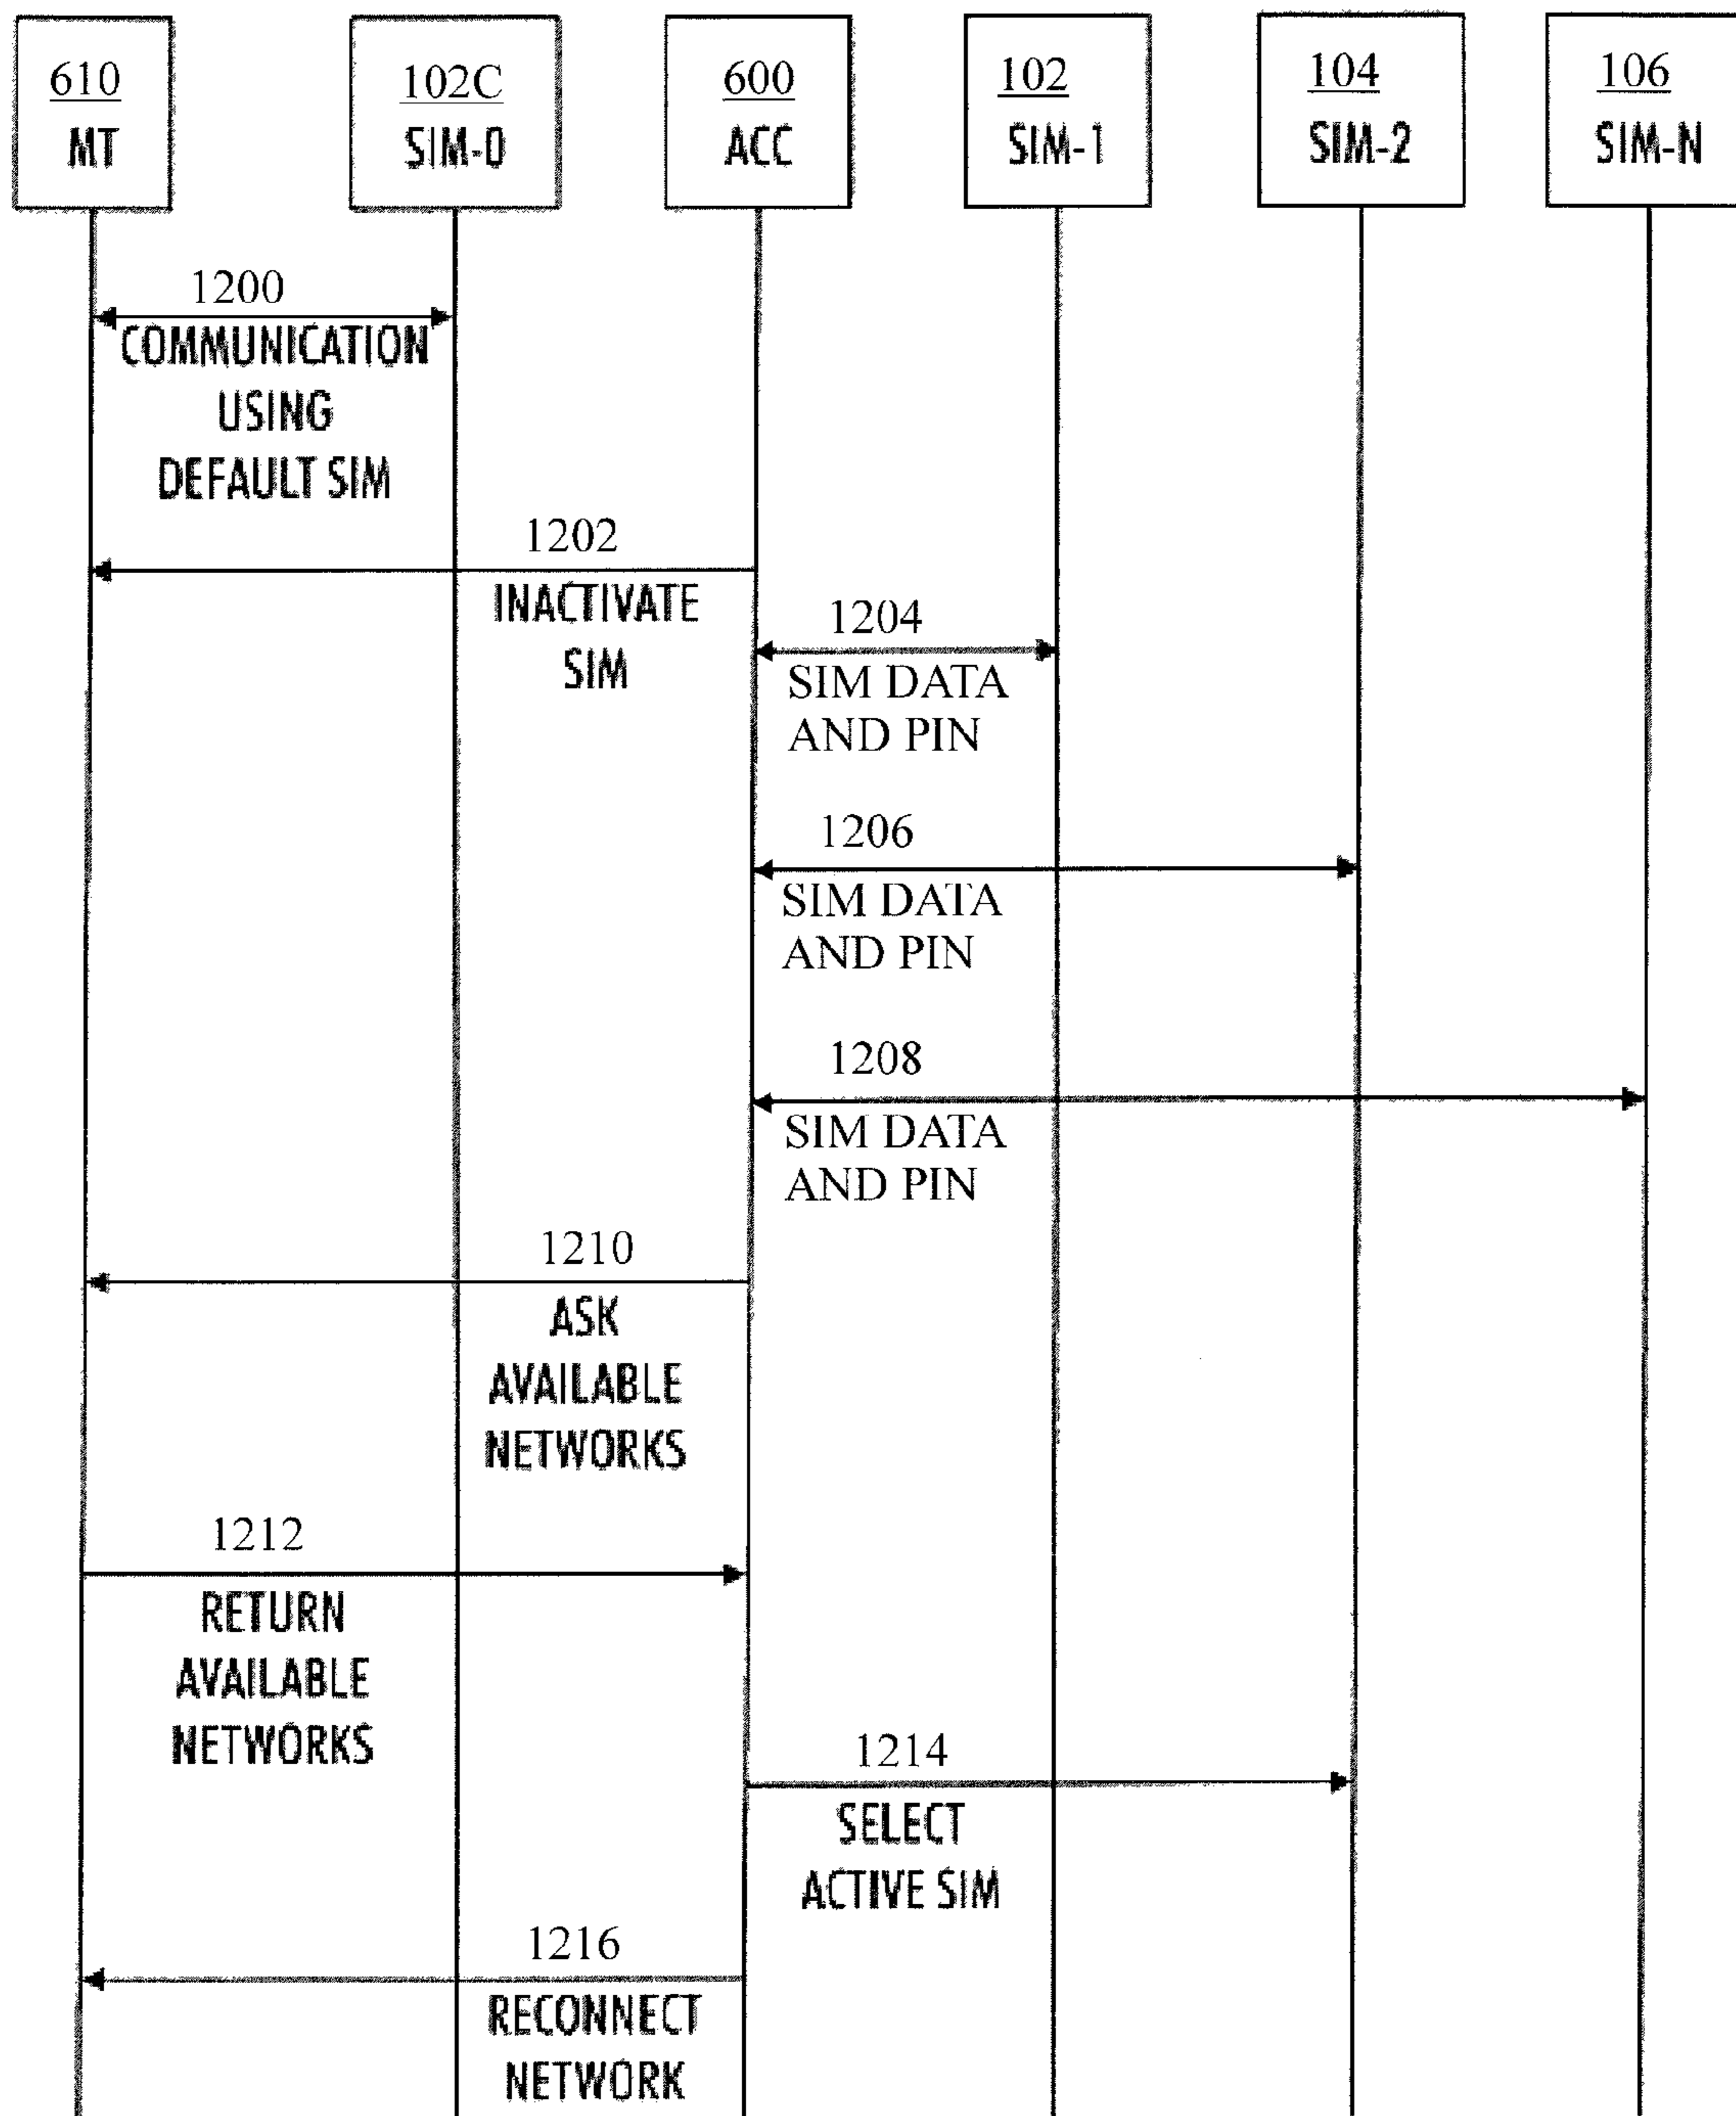 610
MT
102C
SIM-0
600
ACC
102
SIM-1
104
SIM-2
106
SIM-N
1200
COMMUNICATION
USING
DEFAULT SIM
1202
INACTIVATE
SIM
1204
SIM DATA
AND PIN
1206
SIM DATA
AND PIN
1208
SIM DATA
AND PIN
1210
ASK
AVAILABLE
NETWORKS
1212
RETURN
AVAILABLE
NETWORKS
1214
SELECT
ACTIVE SIM
1216
RECONNECT
NETWORK